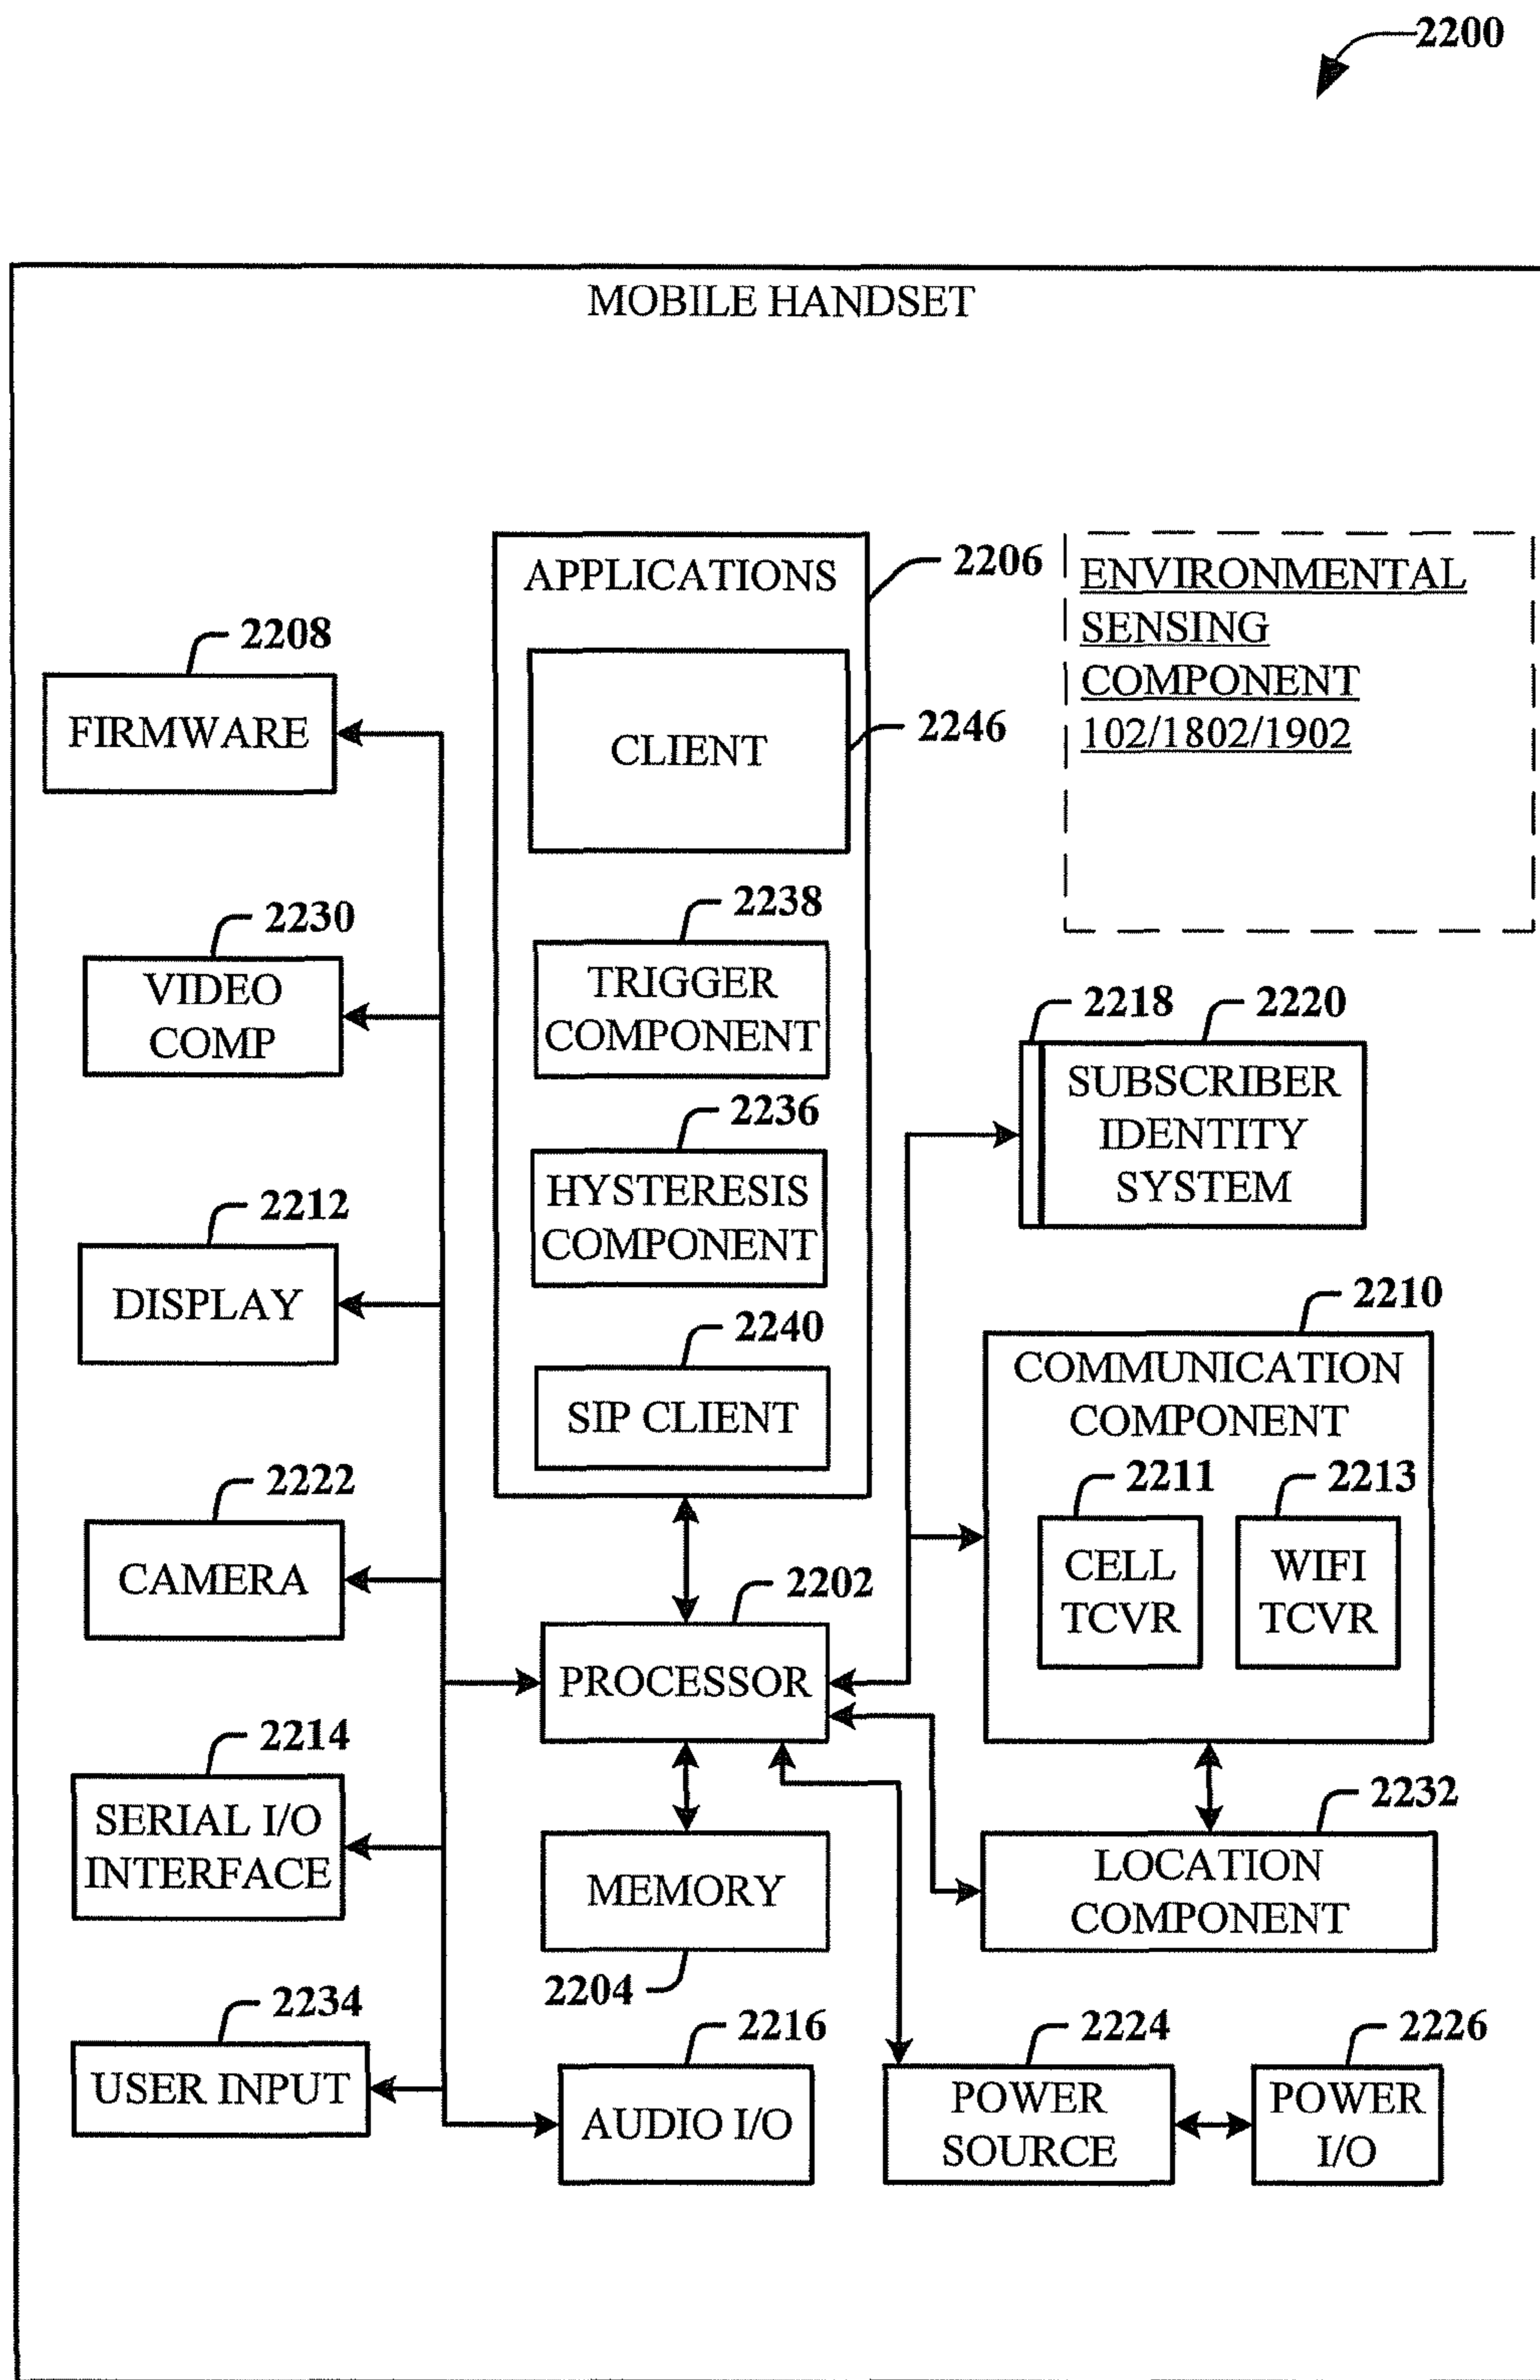 2200
MOBILE HANDSET
APPLICATIONS
2206
ENVIRONMENTAL
SENSING
COMPONENT
102/1802/1902
2208
FIRMWARE
CLIENT
2246
2230
VIDEO
COMP
2238
TRIGGER
COMPONENT
2218
2220
SUBSCRIBER
IDENTITY
SYSTEM
2236
HYSTERESIS
COMPONENT
2212
DISPLAY
2240
SIP CLIENT
2210
COMMUNICATION
COMPONENT
2211
CELL
TCVR
2213
WIFI
TCVR
2222
CAMERA
2202
PROCESSOR
2214
SERIAL I/O
INTERFACE
MEMORY
2204
2232
LOCATION
COMPONENT
2234
USER INPUT
2216
AUDIO I/O
2224
POWER
SOURCE
2226
POWER
I/O